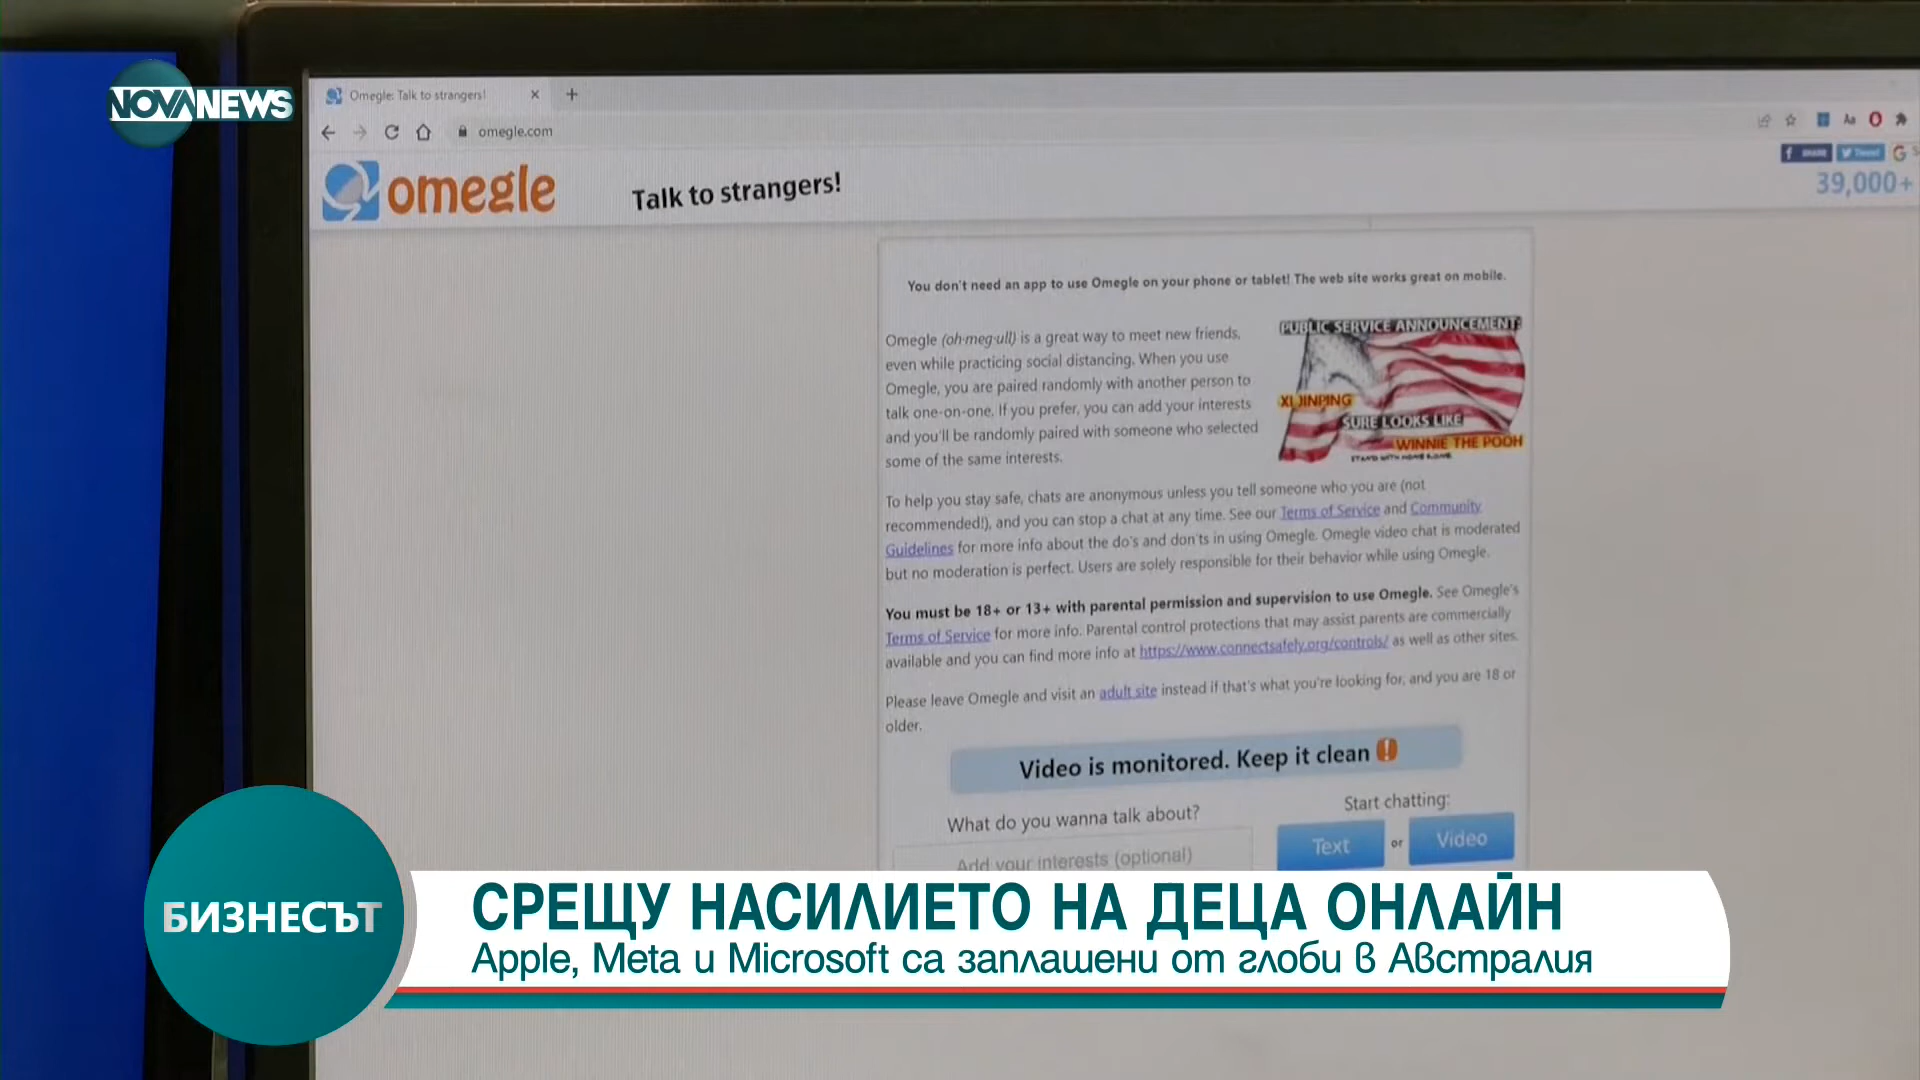 NOVANEWS
Omegle: Talk to strangers!
omegle.com
omegle
Talk to strangers!
SHARE
Tweet
39,000+
You don't need an app to use Omegle on your phone or tablet! The web site works great on mobile.
Omegle (oh·meg·ull) is a great way to meet new friends,
even while practicing social distancing. When you use
Omegle, you are paired randomly with another person to
talk one-on-one. If you prefer, you can add your interests
and you'll be randomly paired with someone who selected
some of the same interests.
PUBLIC SERVICE ANNOUNCEMENT:
XI JINPING
SURE LOOKS LIKE
WINNIE THE POOH
To help you stay safe, chats are anonymous unless you tell someone who you are (not
recommended!), and you can stop a chat at any time. See our Terms of Service and Community
Guidelines for more info about the do's and don'ts in using Omegle. Omegle video chat is moderated
but no moderation is perfect. Users are solely responsible for their behavior while using Omegle.
You must be 18+ or 13+ with parental permission and supervision to use Omegle. See Omegle's
Terms of Service for more info. Parental control protections that may assist parents are commercially
available and you can find more info at https://www.connectsafely.org/controls/ as well as other sites.
Please leave Omegle and visit an adult site instead if that's what you're looking for, and you are 18 or
older.
Video is monitored. Keep it clean
What do you wanna talk about?
Start chatting:
Add your interests (optional)
Text or Video
БИЗНЕСЪТ
СРЕЩУ НАСИЛИЕТО НА ДЕЦА ОНЛАЙН
Apple, Meta и Microsoft са заплашени от глоби в Австралия